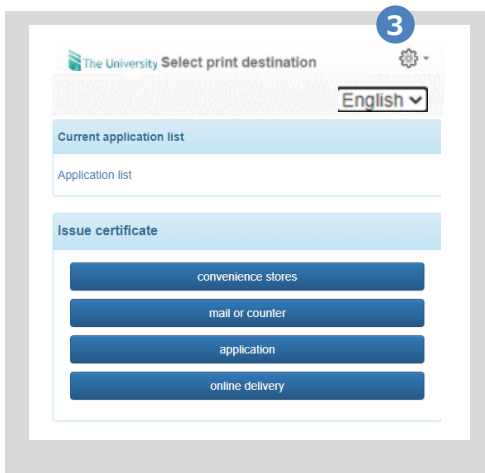 3
The University Select print destination
English
Current application list
Application list
Issue certificate
convenience stores
mail or counter
application
online delivery